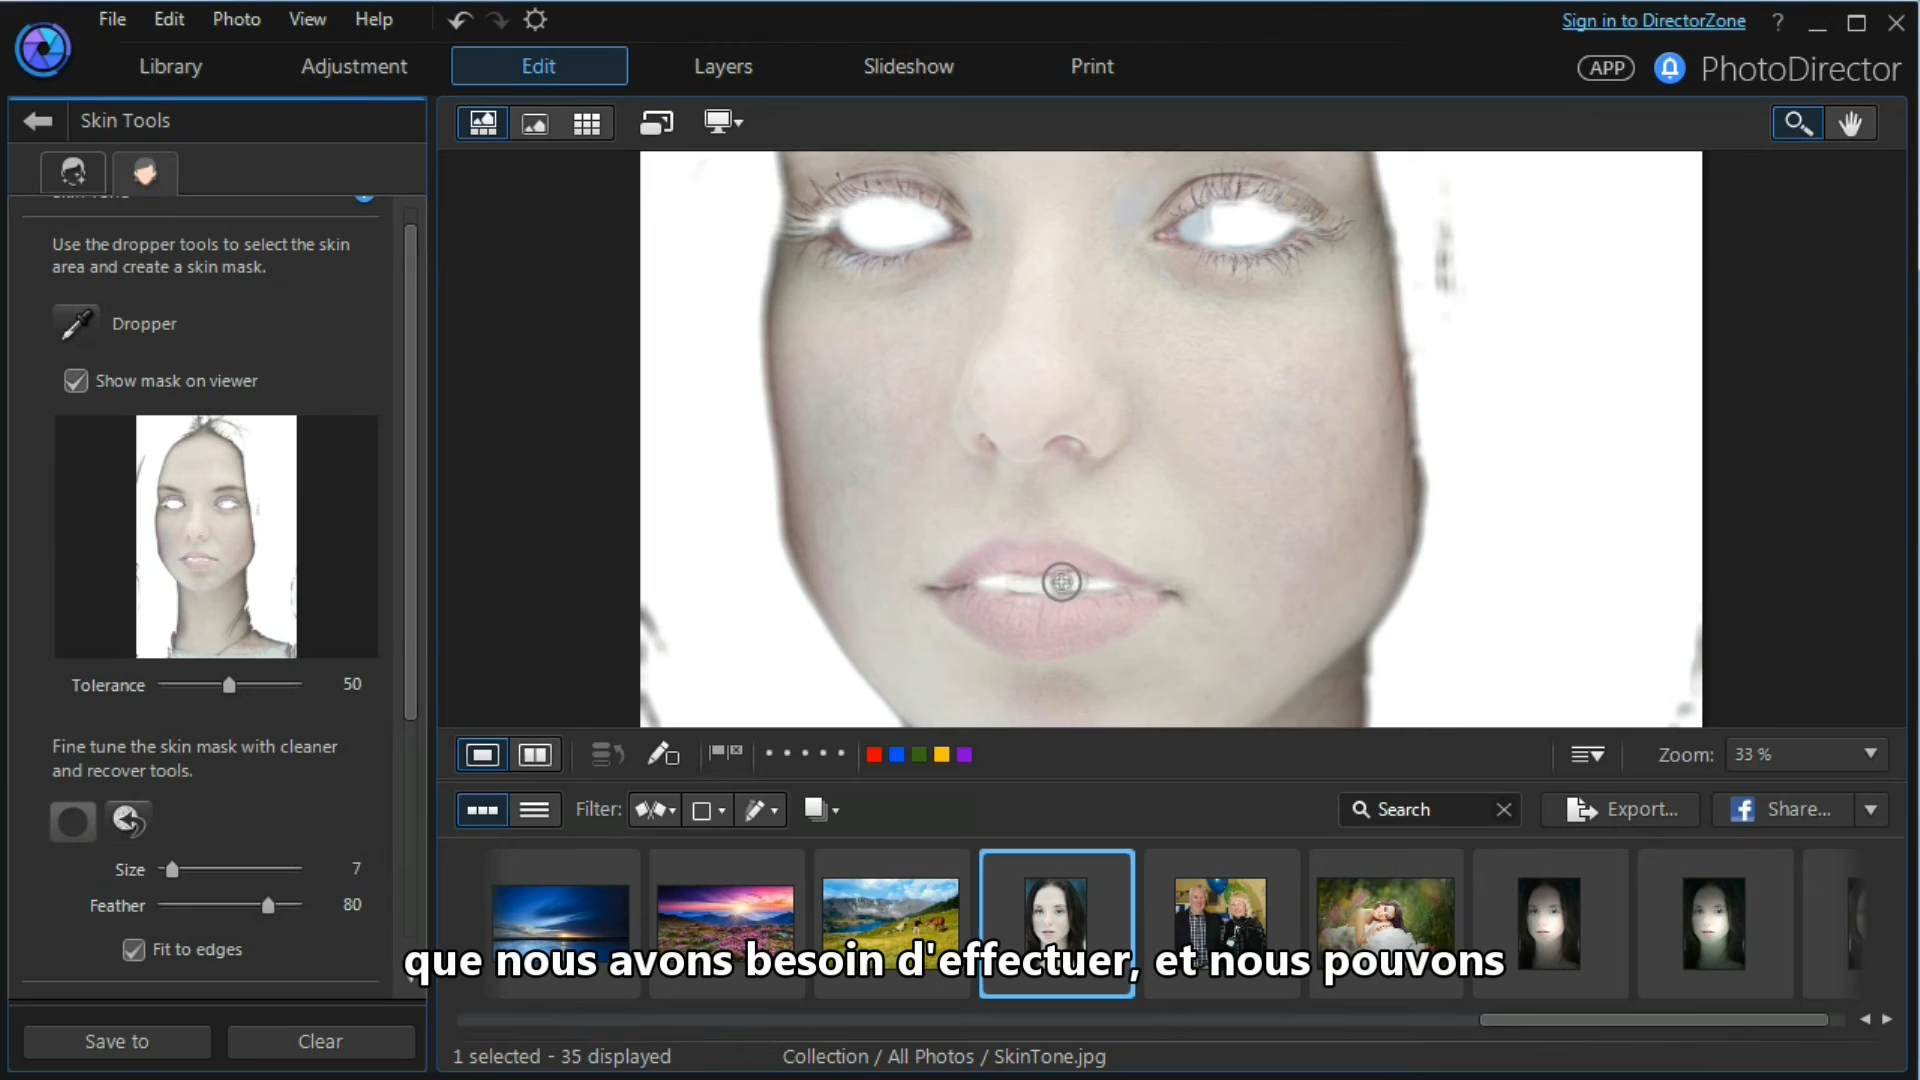 File Edit Photo View Help
Sign in to DirectorZone ?
Library Adjustment Edit Layers Slideshow Print
APP PhotoDirector
Skin Tools
Use the dropper tools to select the skin
area and create a skin mask.
Dropper
Show mask on viewer
Tolerance 50
Fine tune the skin mask with cleaner
and recover tools.
Size 7
Feather 80
Fit to edges
Save to Clear
Zoom: 33 %
Filter: Search Export... Share...
que nous avons besoin d'effectuer, et nous pouvons
1 selected - 35 displayed Collection / All Photos / SkinTone.jpg